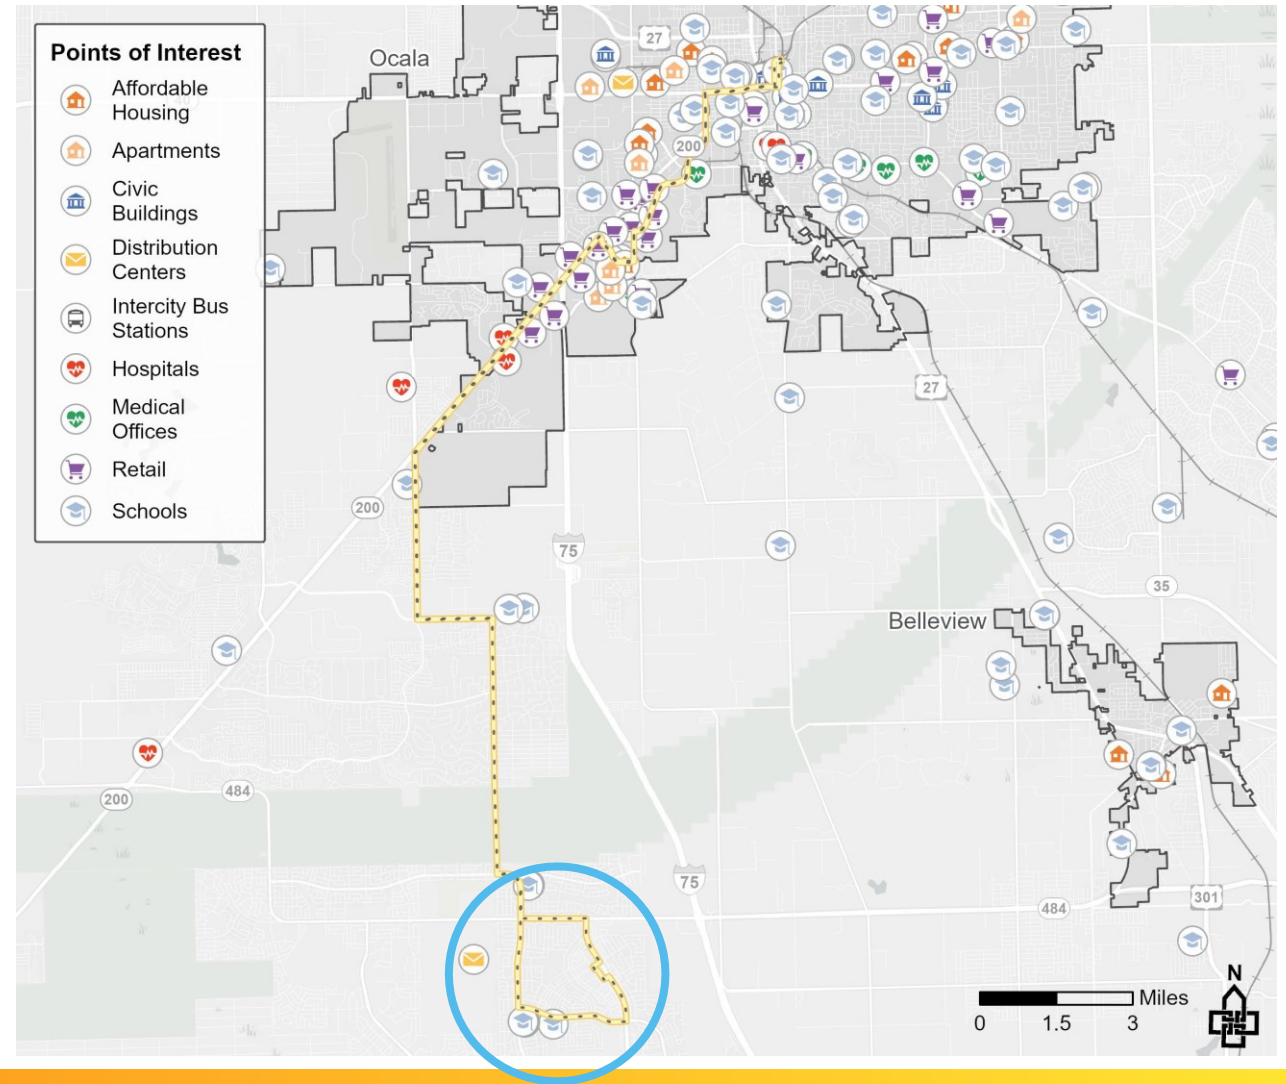 Points of Interest
Affordable
Housing
Apartments
Civic
Buildings
Distribution
Centers
Intercity Bus
Stations
Hospitals
Medical
Offices
Retail
Schools
Ocala
27
40
200
27
200
75
35
Belleview
200
484
75
484
301
N
Miles
0 1.5 3